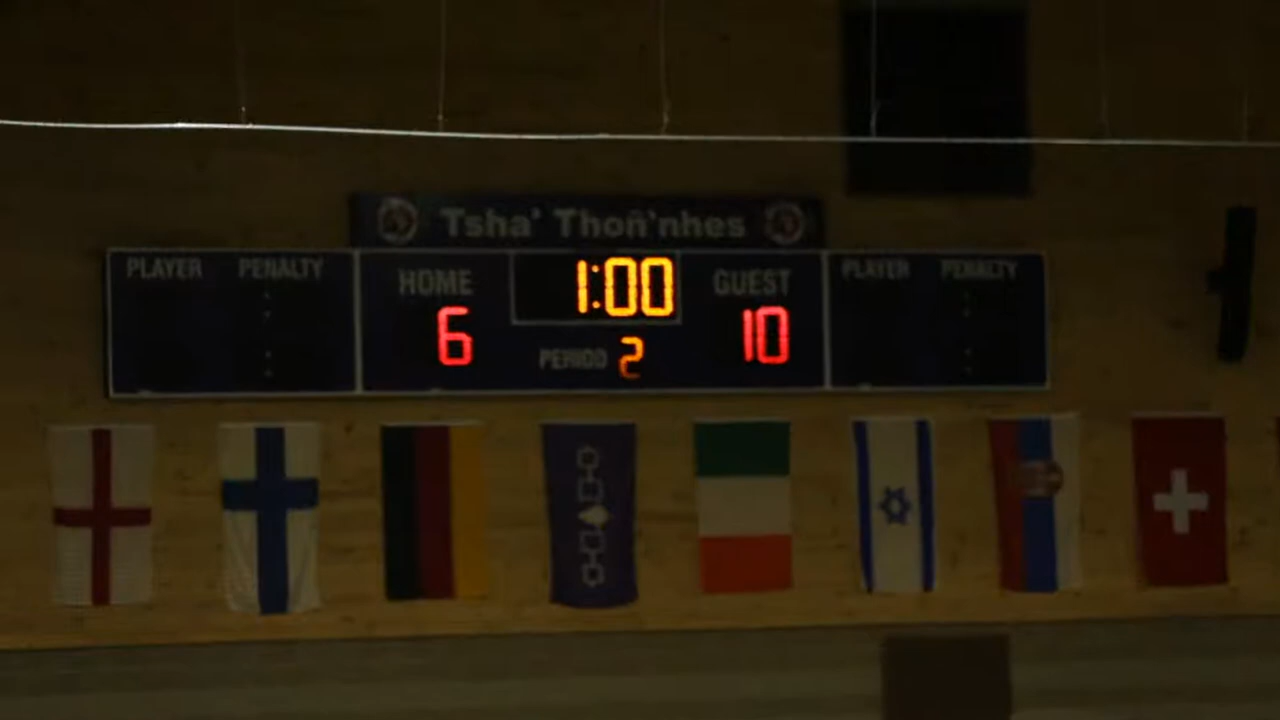 Tsha' Thoñ'nhes
PLAYER PENALTY
HOME 1:00 GUEST
PLAYER PENALTY
6 PERIOD 2 10